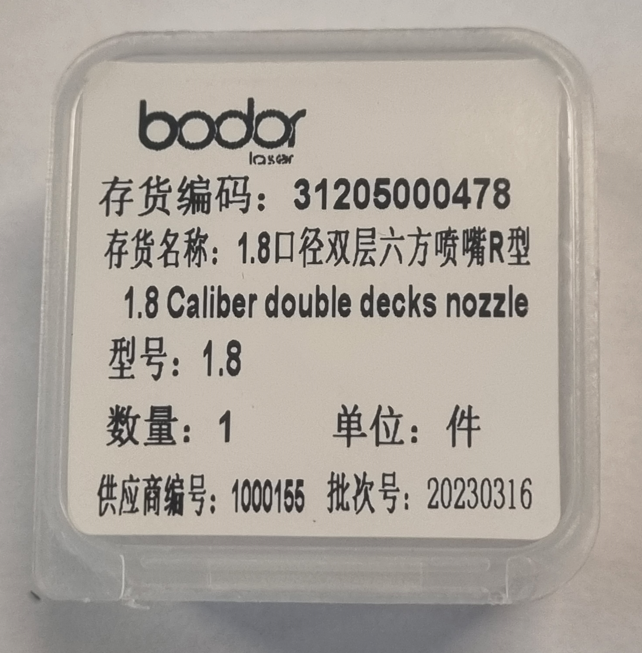 bodor
laser
存货编码：31205000478
存货名称：1.8口径双层六方喷嘴R型
1.8 Caliber double decks nozzle
型号：1.8
数量：1 单位：件
供应商编号：1000155 批次号：20230316